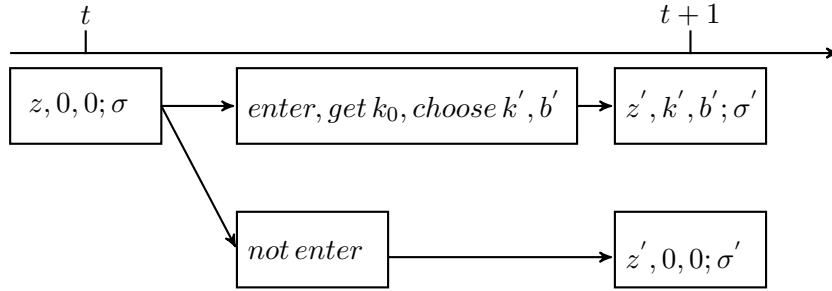 t t + 1
z, 0, 0; σ enter, get k₀, choose k′, b′ z′, k′, b′; σ′
not enter z′, 0, 0; σ′